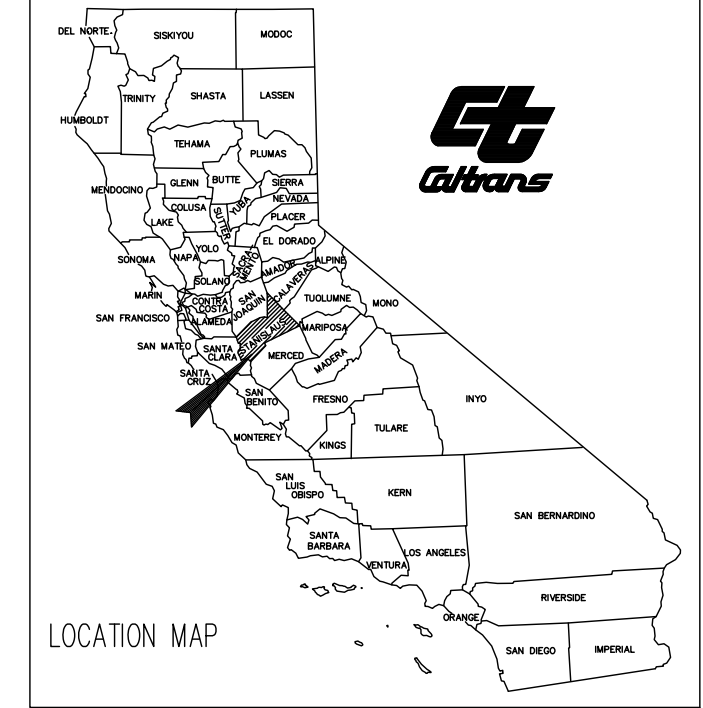 DEL NORTE
SISKIYOU
MODOC
TRINITY
SHASTA
LASSEN
HUMBOLDT
TEHAMA
PLUMAS
MENDOCINO
GLENN
BUTTE
SIERRA
NEVADA
COLUSA
YUBA
PLACER
SUTTER
LAKE
EL DORADO
YOLO
SONOMA
NAPA
SACRA-
MENTO
AMADOR
ALPINE
SOLANO
CALAVERAS
MARIN
CONTRA
COSTA
SAN
JOAQUIN
TUOLUMNE
MONO
SAN FRANCISCO
ALAMEDA
STANISLAUS
MARIPOSA
SAN MATEO
SANTA
CLARA
MERCED
MADERA
SANTA
CRUZ
SAN
BENITO
FRESNO
INYO
MONTEREY
KINGS
TULARE
SAN
LUIS
OBISPO
KERN
SAN BERNARDINO
SANTA
BARBARA
VENTURA
LOS ANGELES
RIVERSIDE
ORANGE
SAN DIEGO
IMPERIAL
LOCATION MAP
Ct
Caltrans